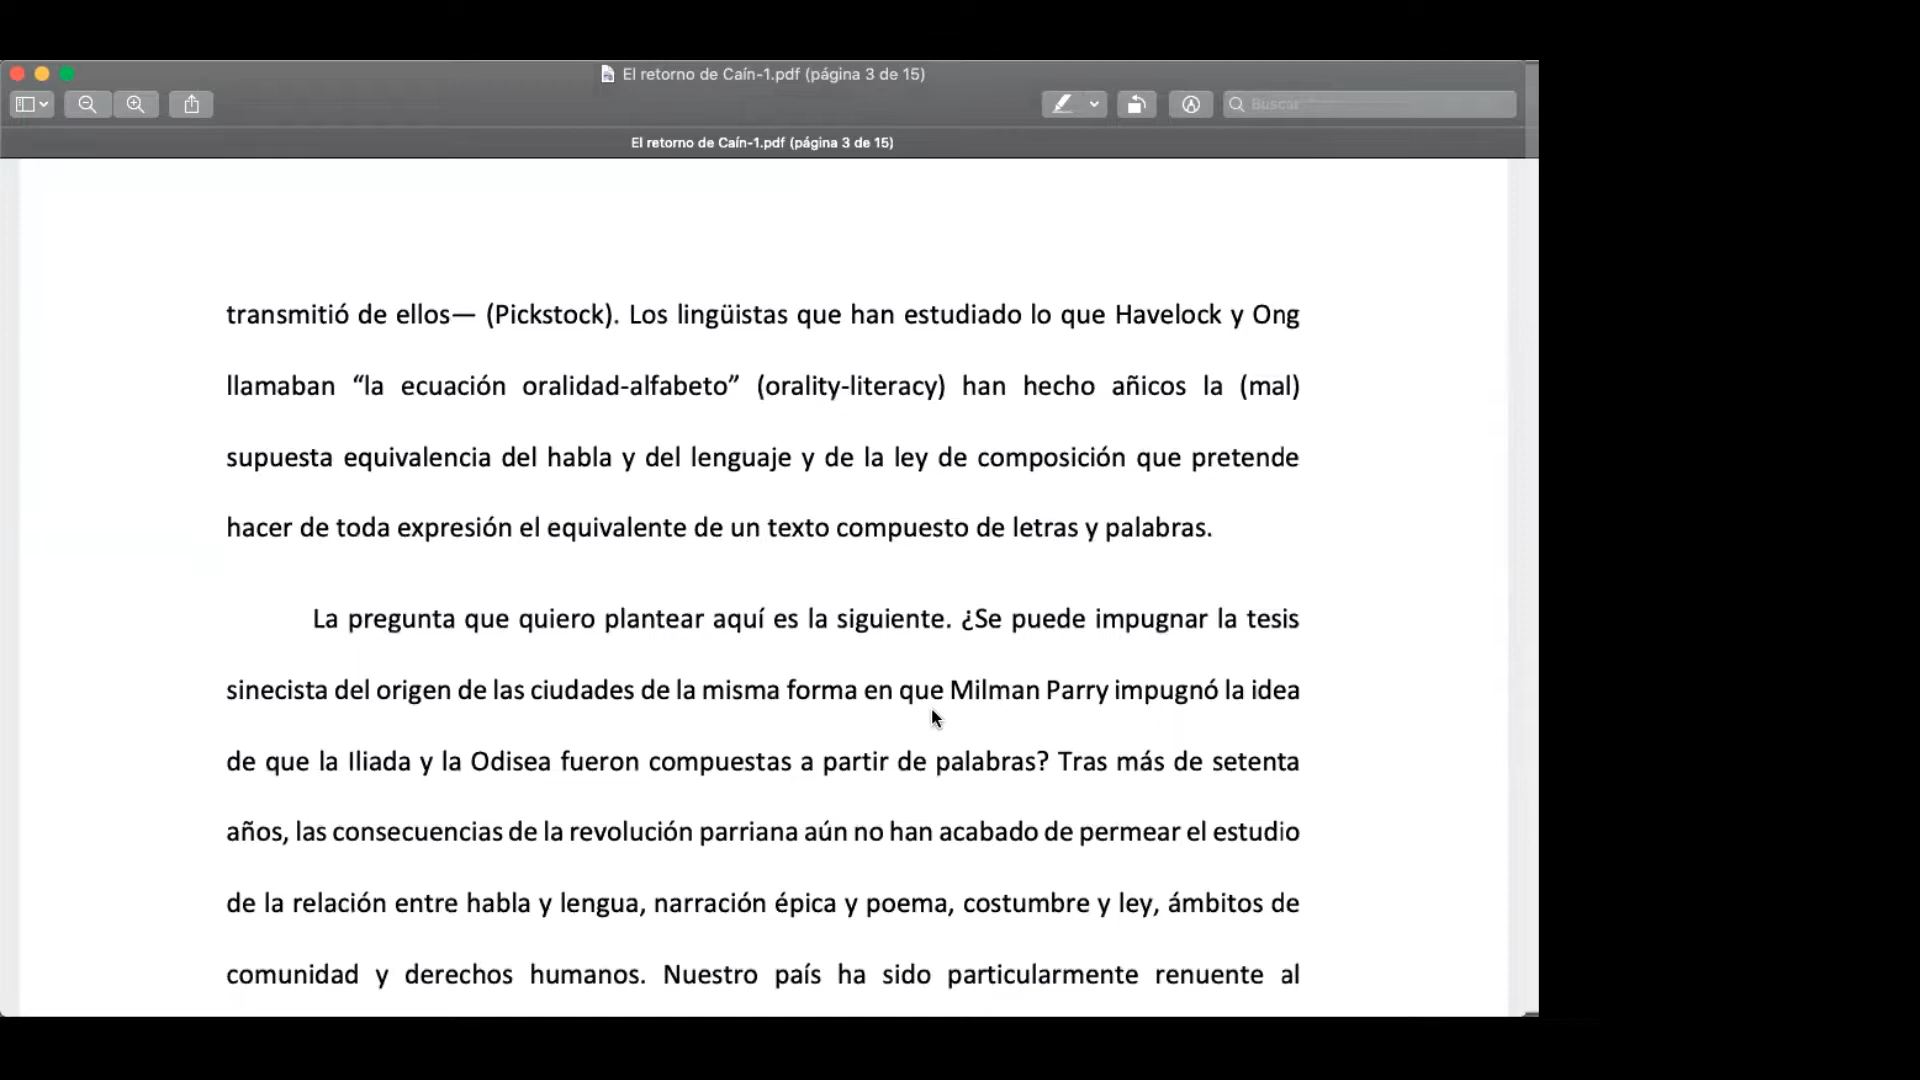 El retorno de Caín-1.pdf (página 3 de 15)
Buscar
El retorno de Caín-1.pdf (página 3 de 15)
transmitió de ellos— (Pickstock). Los lingüistas que han estudiado lo que Havelock y Ong
llamaban “la ecuación oralidad-alfabeto” (orality-literacy) han hecho añicos la (mal)
supuesta equivalencia del habla y del lenguaje y de la ley de composición que pretende
hacer de toda expresión el equivalente de un texto compuesto de letras y palabras.
La pregunta que quiero plantear aquí es la siguiente. ¿Se puede impugnar la tesis
sinecista del origen de las ciudades de la misma forma en que Milman Parry impugnó la idea
de que la Iliada y la Odisea fueron compuestas a partir de palabras? Tras más de setenta
años, las consecuencias de la revolución parriana aún no han acabado de permear el estudio
de la relación entre habla y lengua, narración épica y poema, costumbre y ley, ámbitos de
comunidad y derechos humanos. Nuestro país ha sido particularmente renuente al